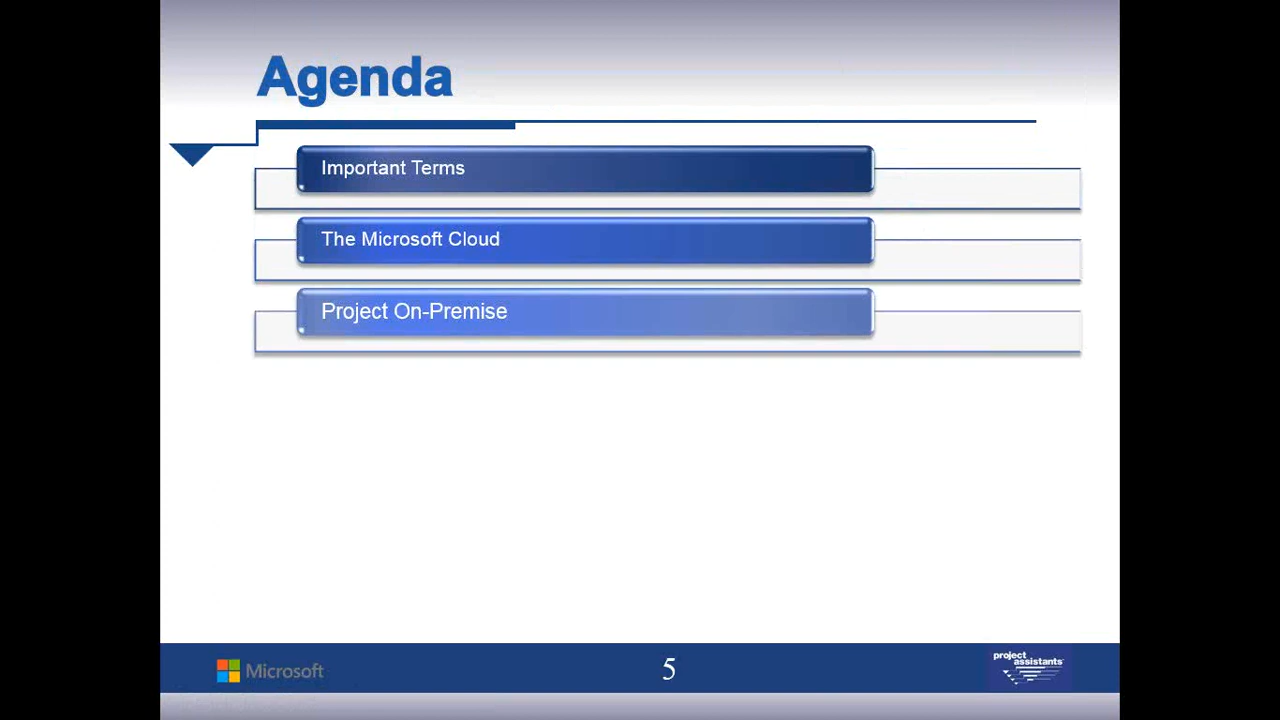 Agenda
Important Terms
The Microsoft Cloud
Project On-Premise
Microsoft
5
project
assistants